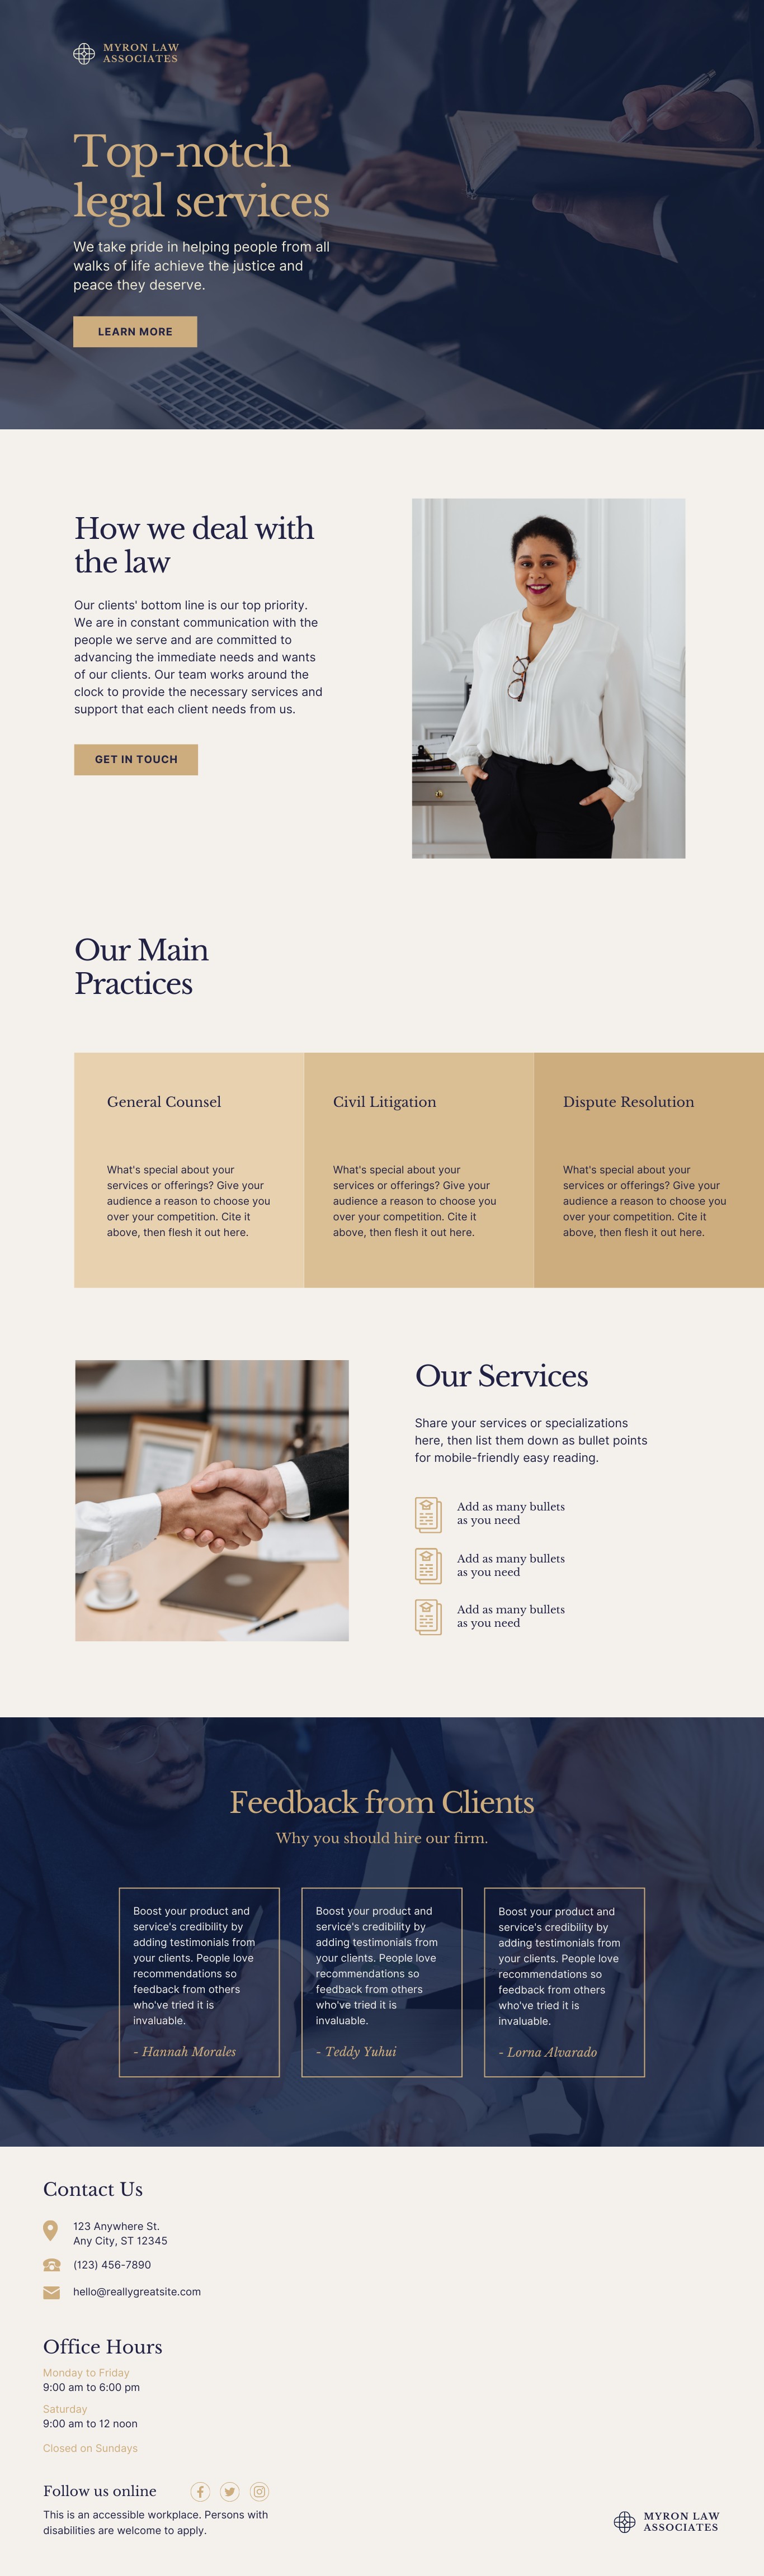 MYRON LAW
ASSOCIATES
Top-notch
legal services
We take pride in helping people from all
walks of life achieve the justice and
peace they deserve.
LEARN MORE
How we deal with
the law
Our clients' bottom line is our top priority.
We are in constant communication with the
people we serve and are committed to
advancing the immediate needs and wants
of our clients. Our team works around the
clock to provide the necessary services and
support that each client needs from us.
GET IN TOUCH
Our Main
Practices
General Counsel
What's special about your
services or offerings? Give your
audience a reason to choose you
over your competition. Cite it
above, then flesh it out here.
Civil Litigation
What's special about your
services or offerings? Give your
audience a reason to choose you
over your competition. Cite it
above, then flesh it out here.
Dispute Resolution
What's special about your
services or offerings? Give your
audience a reason to choose you
over your competition. Cite it
above, then flesh it out here.
Our Services
Share your services or specializations
here, then list them down as bullet points
for mobile-friendly easy reading.
Add as many bullets
as you need
Add as many bullets
as you need
Add as many bullets
as you need
Feedback from Clients
Why you should hire our firm.
Boost your product and
service's credibility by
adding testimonials from
your clients. People love
recommendations so
feedback from others
who've tried it is
invaluable.
- Hannah Morales
Boost your product and
service's credibility by
adding testimonials from
your clients. People love
recommendations so
feedback from others
who've tried it is
invaluable.
- Teddy Yuhui
Boost your product and
service's credibility by
adding testimonials from
your clients. People love
recommendations so
feedback from others
who've tried it is
invaluable.
- Lorna Alvarado
Contact Us
123 Anywhere St.
Any City, ST 12345
(123) 456-7890
hello@reallygreatsite.com
Office Hours
Monday to Friday
9:00 am to 6:00 pm
Saturday
9:00 am to 12 noon
Closed on Sundays
Follow us online
This is an accessible workplace. Persons with
disabilities are welcome to apply.
MYRON LAW
ASSOCIATES